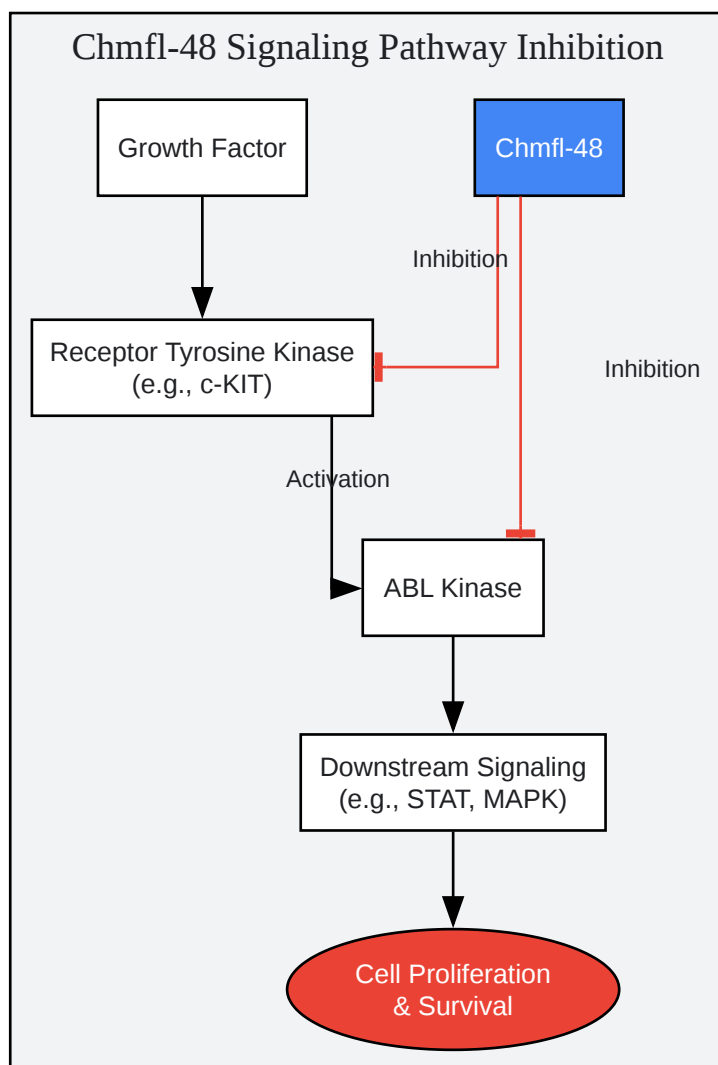 Chmfl-48 Signaling Pathway Inhibition
Growth Factor
Chmfl-48
Inhibition
Receptor Tyrosine Kinase
(e.g., c-KIT)
Inhibition
Activation
ABL Kinase
Downstream Signaling
(e.g., STAT, MAPK)
Cell Proliferation
& Survival